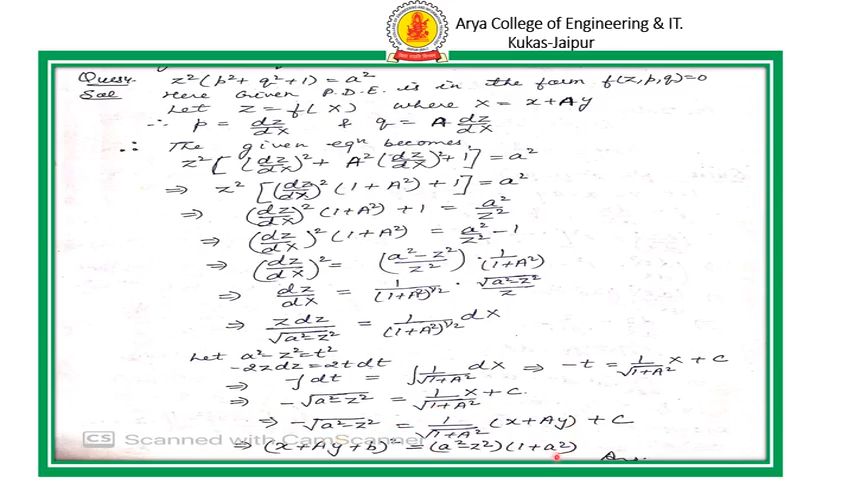 Arya College of Engineering & IT.
Kukas-Jaipur
Quesy. z²(p²+q²+1) = a²
Sol Here Given P.D.E. is in the form f(z,p,q)=0
Let z = f(X) where X = x+Ay
∴ p = dz/dX & q = A dz/dX
∴ The given eqn becomes,
z² [(dz/dX)² + A²(dz/dX)² + 1] = a²
⇒ z² [(dz/dX)² (1+A²) + 1] = a²
⇒ (dz/dX)² (1+A²) + 1 = a²/z²
⇒ (dz/dX)² (1+A²) = a²/z² - 1
⇒ (dz/dX)² = (a²-z²/z²) · 1/(1+A²)
⇒ dz/dX = 1/(1+A²)^1/2 · √a²-z²/z
⇒ zdz/√a²-z² = 1/(1+A²)^1/2 dX
Let a²-z²=t²
-2zdz=2tdt
⇒ -∫dt = ∫1/√1+A² dX ⇒ -t = 1/√1+A² X + C
⇒ -√a²-z² = 1/√1+A² X + C.
⇒ -√a²-z² = 1/√1+A² (x+Ay) + C
CS Scanned with CamScanner
⇒ (x+Ay+b)² = (a²-z²)(1+a²)
Ans.